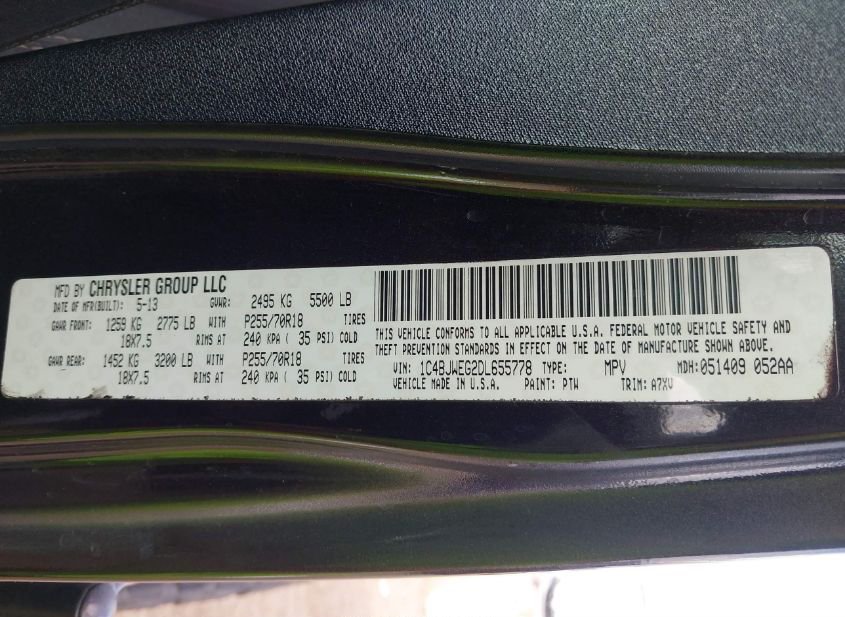 MFD BY CHRYSLER GROUP LLC
DATE OF MFR(BUILT): 5-13 GVWR: 2495 KG 5500 LB
GAWR FRONT: 1259 KG 2775 LB WITH P255/70R18 TIRES
18X7.5 RIMS AT 240 KPA ( 35 PSI) COLD
GAWR REAR: 1452 KG 3200 LB WITH P255/70R18 TIRES
18X7.5 RIMS AT 240 KPA ( 35 PSI) COLD
THIS VEHICLE CONFORMS TO ALL APPLICABLE U.S.A. FEDERAL MOTOR VEHICLE SAFETY AND
THEFT PREVENTION STANDARDS IN EFFECT ON THE DATE OF MANUFACTURE SHOWN ABOVE.
VIN: 1C4BJWEG2DL655778 TYPE: MPV MDH: 051409 052AA
VEHICLE MADE IN U.S.A. PAINT: PTW TRIM: A7XV